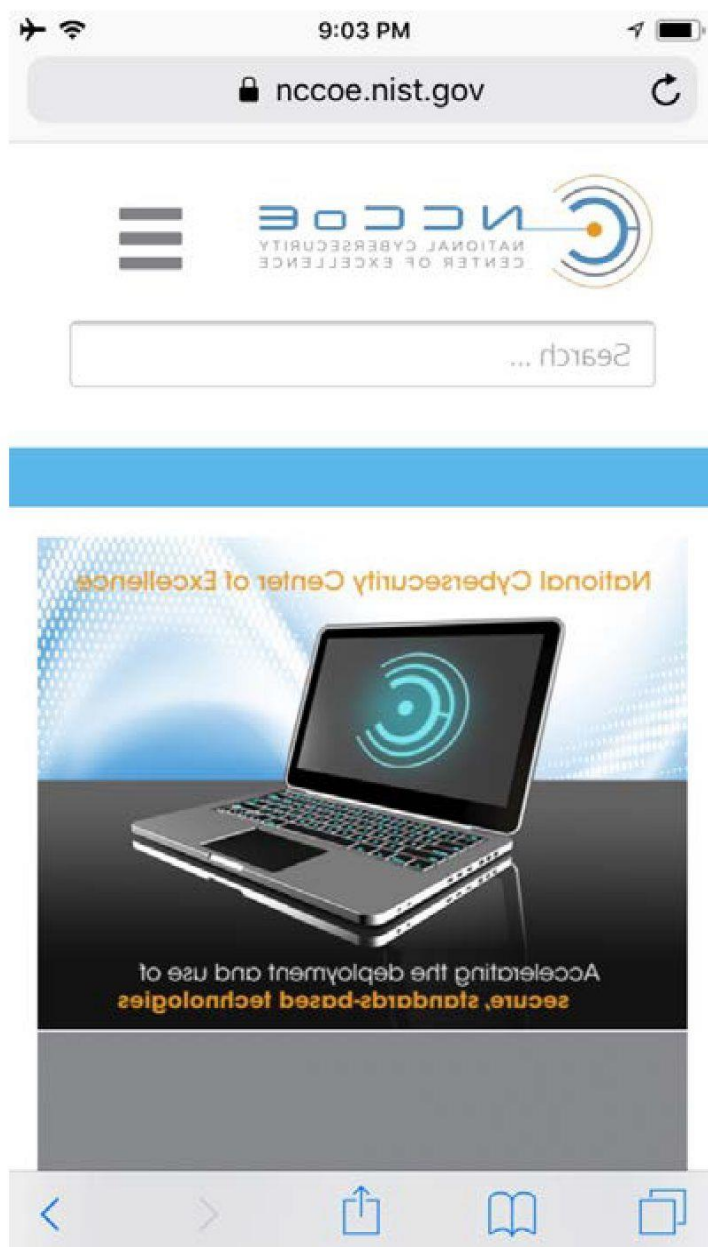 9:03 PM
nccoe.nist.gov
NCCoE
NATIONAL CYBERSECURITY
CENTER OF EXCELLENCE
Search ...
National Cybersecurity Center of Excellence
Accelerating the deployment and use of
secure, standards-based technologies